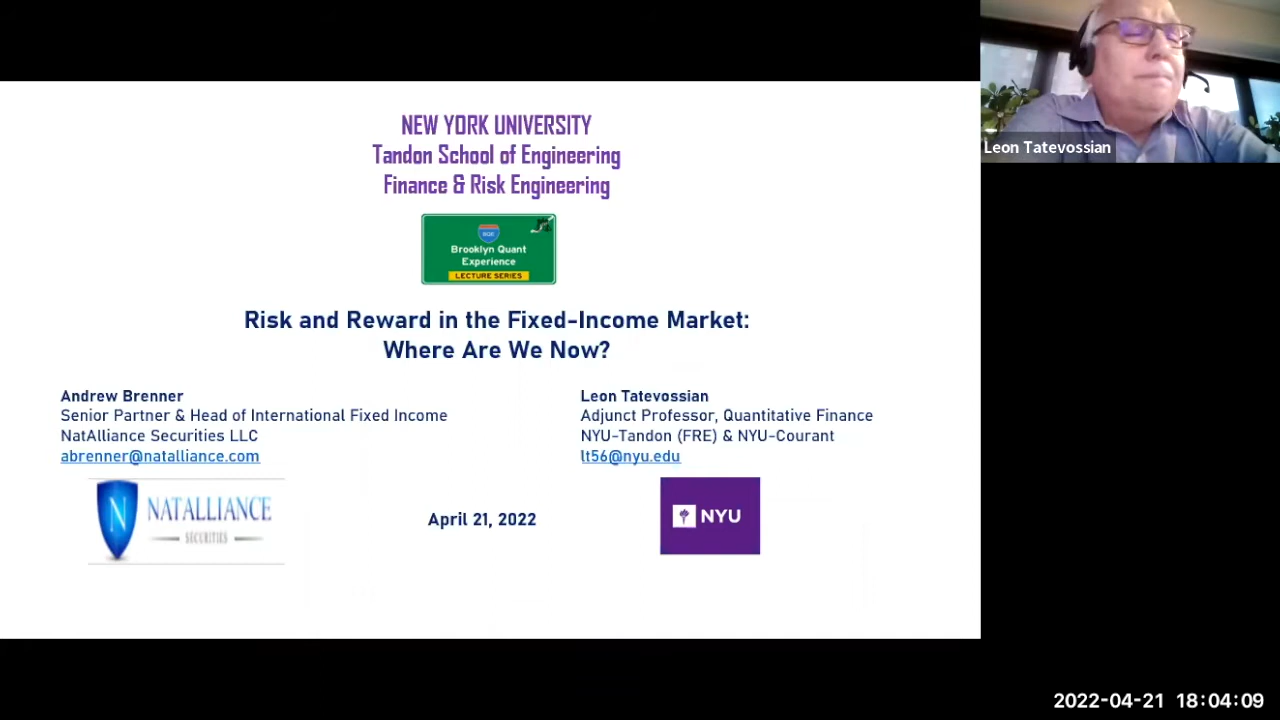 NEW YORK UNIVERSITY
Tandon School of Engineering
Finance & Risk Engineering
Brooklyn Quant
Experience
LECTURE SERIES
Risk and Reward in the Fixed-Income Market:
Where Are We Now?
Andrew Brenner
Senior Partner & Head of International Fixed Income
NatAlliance Securities LLC
abrenner@natalliance.com
Leon Tatevossian
Adjunct Professor, Quantitative Finance
NYU-Tandon (FRE) & NYU-Courant
lt56@nyu.edu
N NATALLIANCE
SECURITIES
April 21, 2022
NYU
Leon Tatevossian
2022-04-21 18:04:09